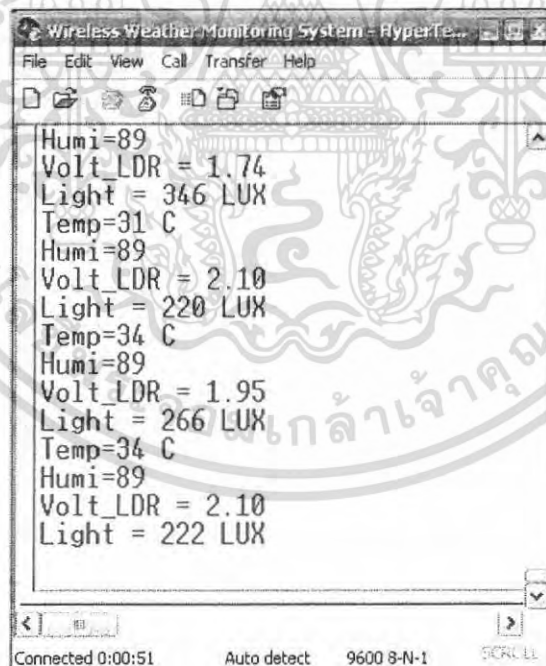 Wireless Weather Monitoring System - HyperTe...
File Edit View Call Transfer Help
Humi=89
Volt_LDR = 1.74
Light = 346 LUX
Temp=31 C
Humi=89
Volt_LDR = 2.10
Light = 220 LUX
Temp=34 C
Humi=89
Volt_LDR = 1.95
Light = 266 LUX
Temp=34 C
Humi=89
Volt_LDR = 2.10
Light = 222 LUX
Connected 0:00:51 Auto detect 9600 8-N-1 SCROLL